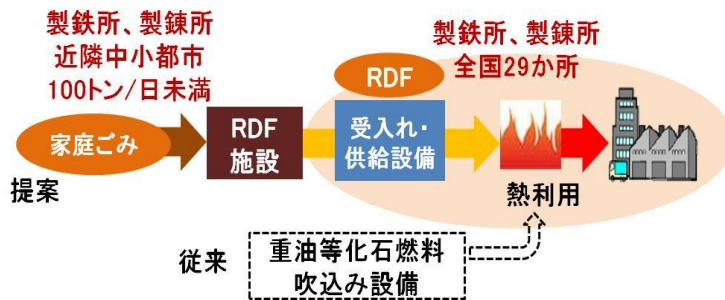 製鉄所、製錬所
近隣中小都市
100トン/日未満
家庭ごみ
提案
RDF
施設
RDF
受入れ・
供給設備
製鉄所、製錬所
全国29か所
熱利用
従来
重油等化石燃料
吹込み設備